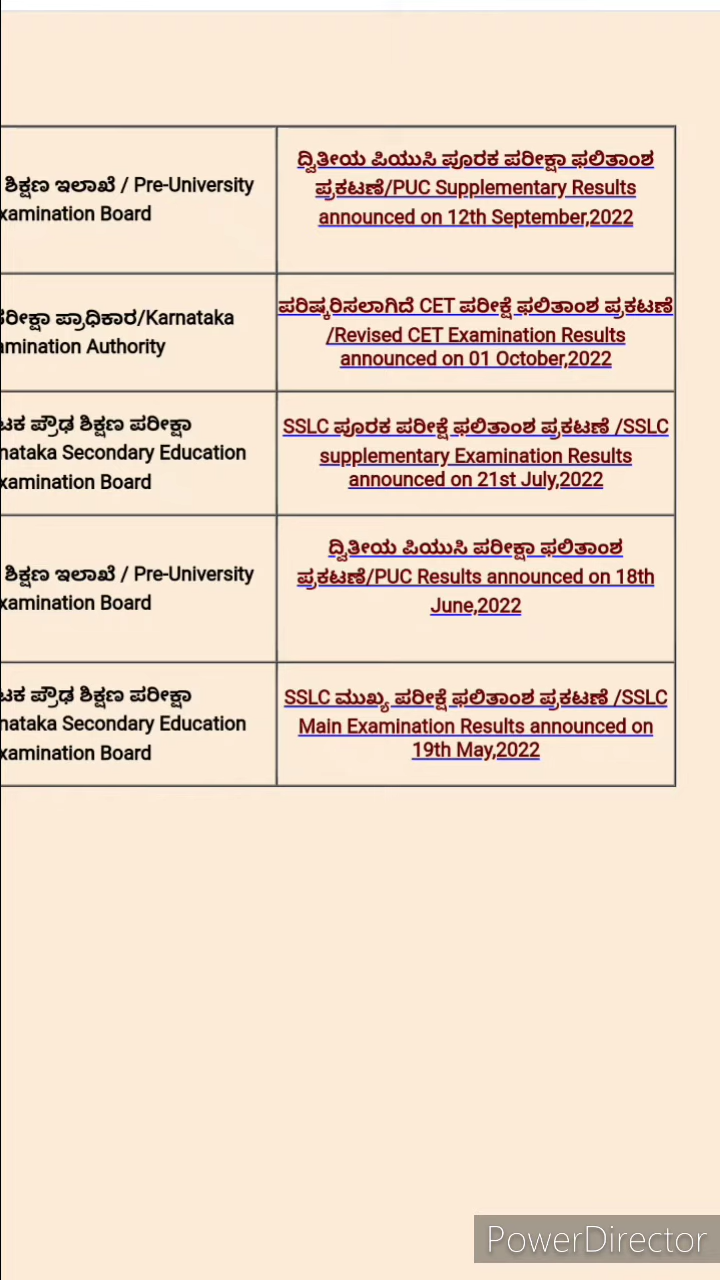 ಶಿಕ್ಷಣ ಇಲಾಖೆ / Pre-University
xamination Board
ದ್ವಿತೀಯ ಪಿಯುಸಿ ಪೂರಕ ಪರೀಕ್ಷಾ ಫಲಿತಾಂಶ
ಪ್ರಕಟಣೆ/PUC Supplementary Results
announced on 12th September,2022
ರೀಕ್ಷಾ ಪ್ರಾಧಿಕಾರ/Karnataka
amination Authority
ಪರಿಷ್ಕರಿಸಲಾಗಿದೆ CET ಪರೀಕ್ಷೆ ಫಲಿತಾಂಶ ಪ್ರಕಟಣೆ
/Revised CET Examination Results
announced on 01 October,2022
ಟಕ ಪ್ರೌಢ ಶಿಕ್ಷಣ ಪರೀಕ್ಷಾ
nataka Secondary Education
xamination Board
SSLC ಪೂರಕ ಪರೀಕ್ಷೆ ಫಲಿತಾಂಶ ಪ್ರಕಟಣೆ /SSLC
supplementary Examination Results
announced on 21st July,2022
ಶಿಕ್ಷಣ ಇಲಾಖೆ / Pre-University
xamination Board
ದ್ವಿತೀಯ ಪಿಯುಸಿ ಪರೀಕ್ಷಾ ಫಲಿತಾಂಶ
ಪ್ರಕಟಣೆ/PUC Results announced on 18th
June,2022
ಟಕ ಪ್ರೌಢ ಶಿಕ್ಷಣ ಪರೀಕ್ಷಾ
nataka Secondary Education
xamination Board
SSLC ಮುಖ್ಯ ಪರೀಕ್ಷೆ ಫಲಿತಾಂಶ ಪ್ರಕಟಣೆ /SSLC
Main Examination Results announced on
19th May,2022
PowerDirector